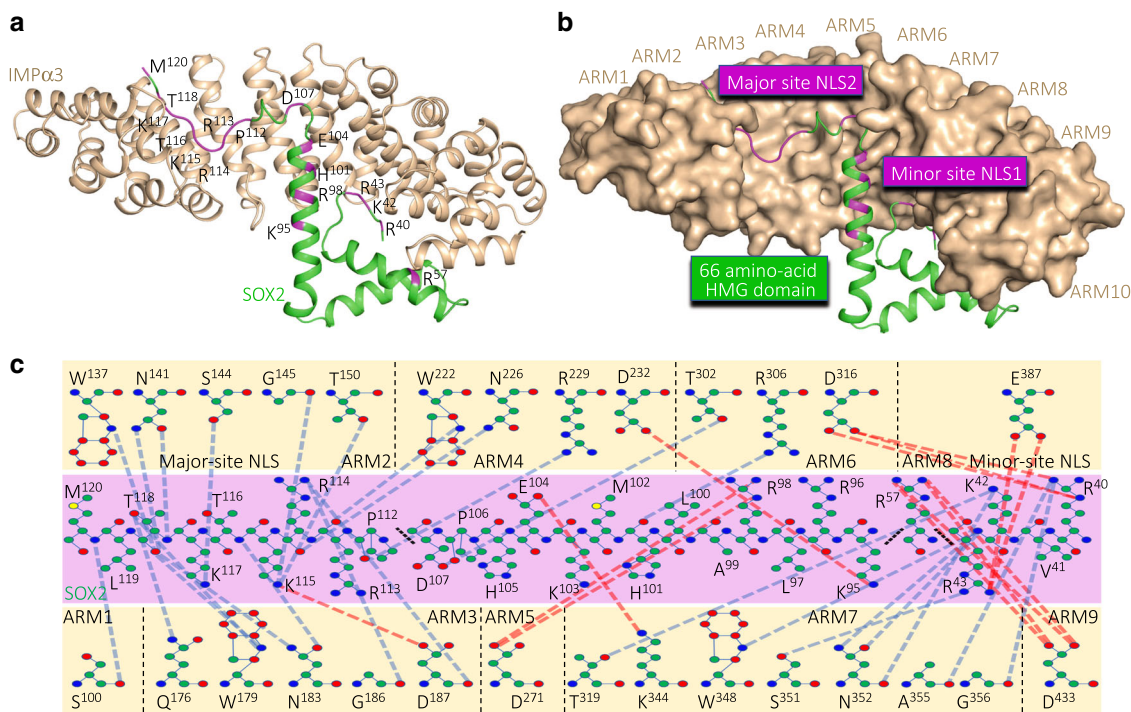 a
b
IMPα3
M120
T118
K117
T116
K115
R114
R113
P112
D107
E104
H101
R98
K95
R43
K42
R40
R57
SOX2
ARM1
ARM2
ARM3
ARM4
ARM5
ARM6
ARM7
ARM8
ARM9
ARM10
Major site NLS2
Minor site NLS1
66 amino-acid
HMG domain
c
W137 N141 S144 G145 T150 W222 N226 R229 D232 T302 R306 D316 E387
Major-site NLS ARM2 ARM4 ARM6 ARM8 Minor-site NLS
M120 T118 T116 R114 P112 P106 E104 M102 L100 R98 R96 R57 K42 R40
L119 K117 K115 R113 D107 H105 K103 H101 A99 L97 K95 R43 V41
SOX2
ARM1 ARM3 ARM5 ARM7 ARM9
S100 Q176 W179 N183 G186 D187 D271 T319 K344 W348 S351 N352 A355 G356 D433